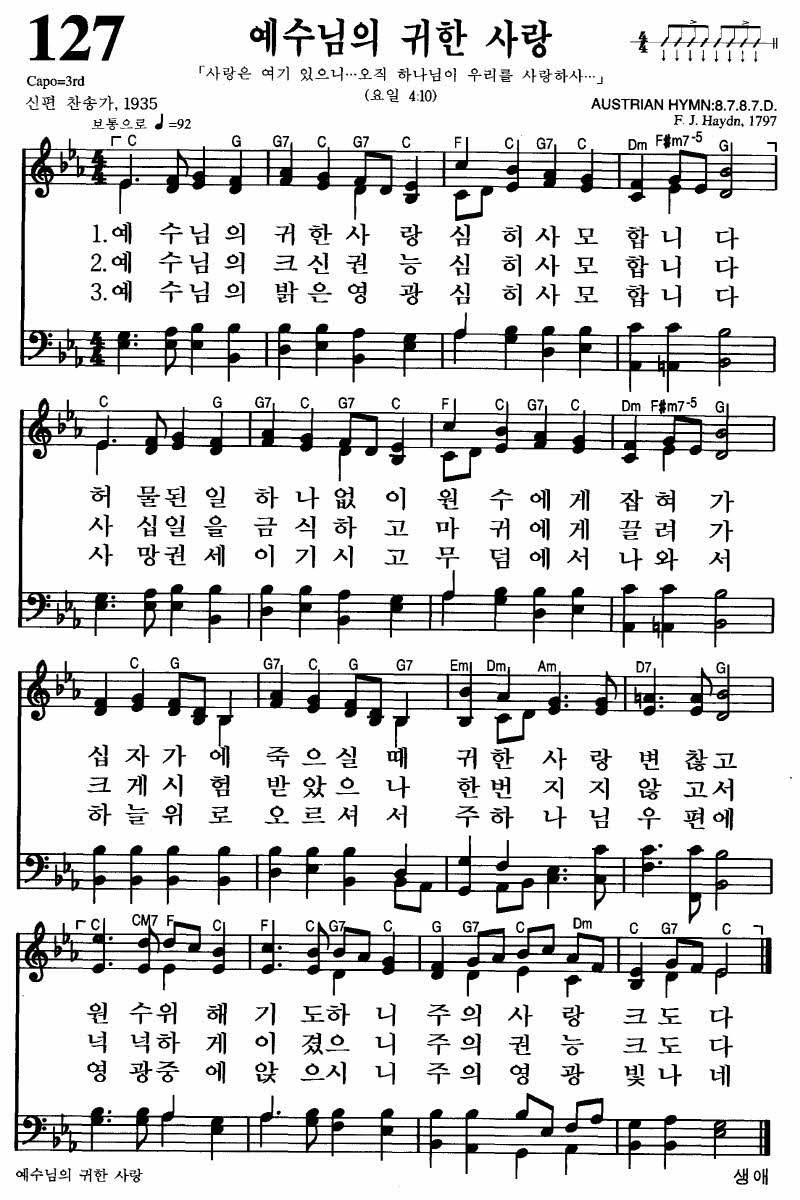 127
예수님의 귀한 사랑
「사랑은 여기 있으니…오직 하나님이 우리를 사랑하사…」
(요일 4:10)
Capo=3rd
신편 찬송가, 1935
AUSTRIAN HYMN:8.7.8.7.D.
F. J. Haydn, 1797
보통으로 ♩=92
C G G7 C G7 C F C G7 C Dm F#m7-5 G
1.예 수님의 귀한사랑 심히사모 합니다
2.예 수님의 크신권능 심히사모 합니다
3.예 수님의 밝은영광 심히사모 합니다
C G G7 C G7 C F C G7 C Dm F#m7-5 G
허 물된일 하나없이 원수에게 잡혀가
사 십일을 금식하고 마귀에게 끌려가
사 망권세 이기시고 무덤에서 나와서
C G G7 C G G7 Em Dm Am D7 G
십자가에 죽으실때 귀한사랑 변찮고
크게시험 받았으나 한번지지 않고서
하늘위로 오르셔서 주하나님 우편에
C CM7 F C F C G7 C G G7 C Dm C G7 C
원 수위해 기도하니 주의사랑 크도다
넉 넉하게 이겼으니 주의권능 크도다
영 광중에 앉으시니 주의영광 빛나네
예수님의 귀한 사랑
생애